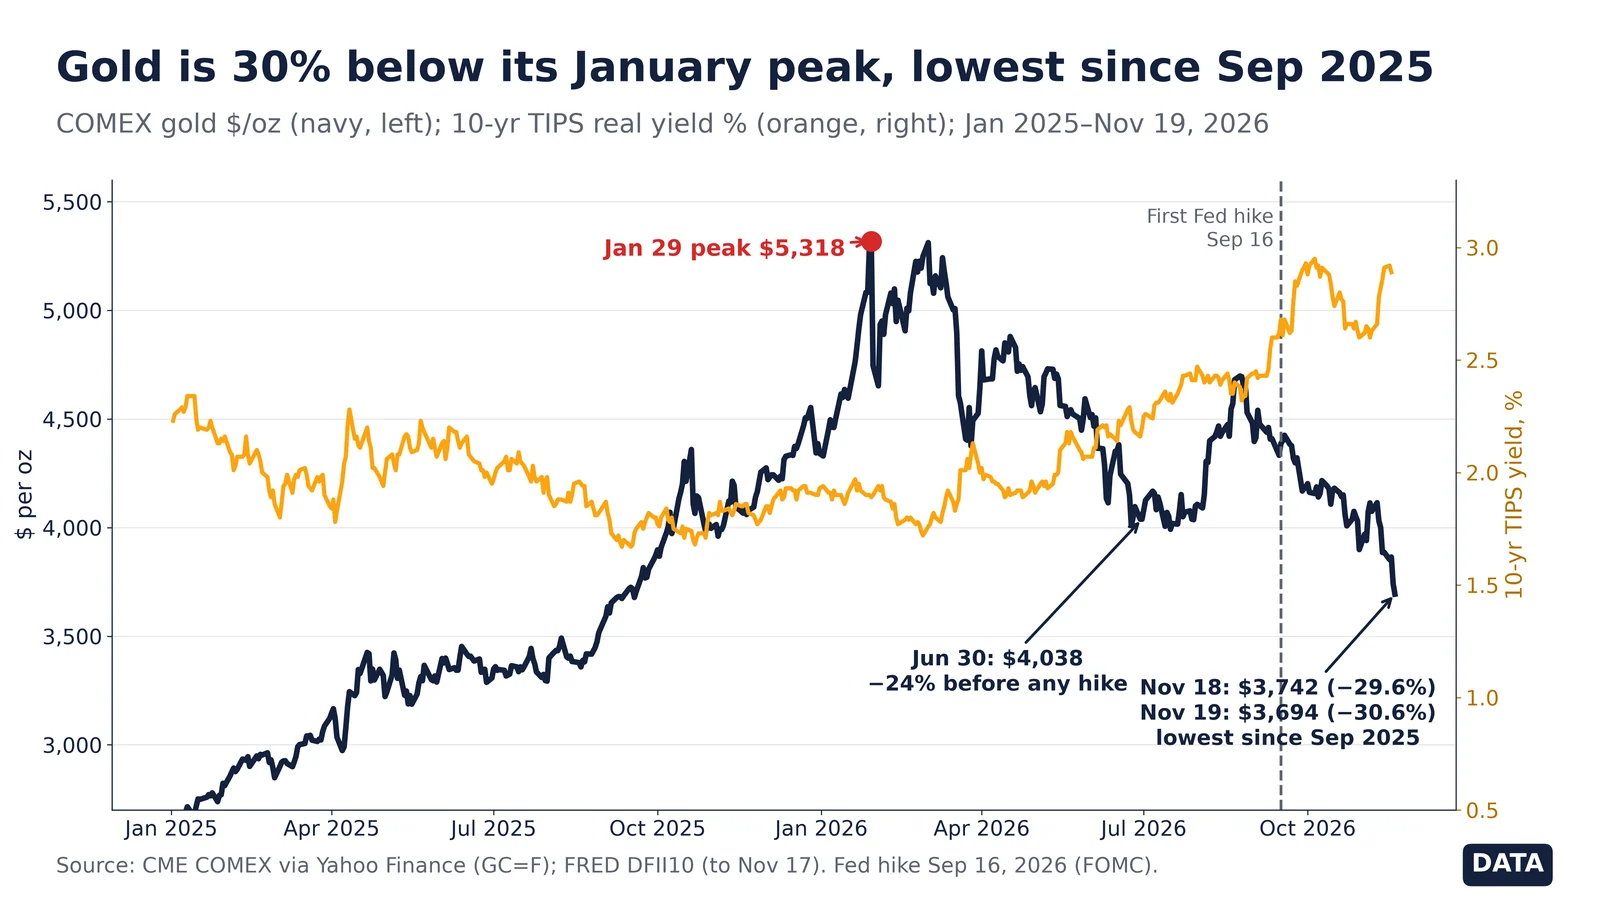 Gold is 30% below its January peak, lowest since Sep 2025
COMEX gold $/oz (navy, left); 10-yr TIPS real yield % (orange, right); Jan 2025–Nov 19, 2026
5,500
5,000
4,500
4,000
3,500
3,000
$ per oz
3.0
2.5
2.0
1.5
1.0
0.5
10-yr TIPS yield, %
First Fed hike
Sep 16
Jan 29 peak $5,318
Jun 30: $4,038
−24% before any hike
Nov 18: $3,742 (−29.6%)
Nov 19: $3,694 (−30.6%)
lowest since Sep 2025
Jan 2025
Apr 2025
Jul 2025
Oct 2025
Jan 2026
Apr 2026
Jul 2026
Oct 2026
Source: CME COMEX via Yahoo Finance (GC=F); FRED DFII10 (to Nov 17). Fed hike Sep 16, 2026 (FOMC).
DATA